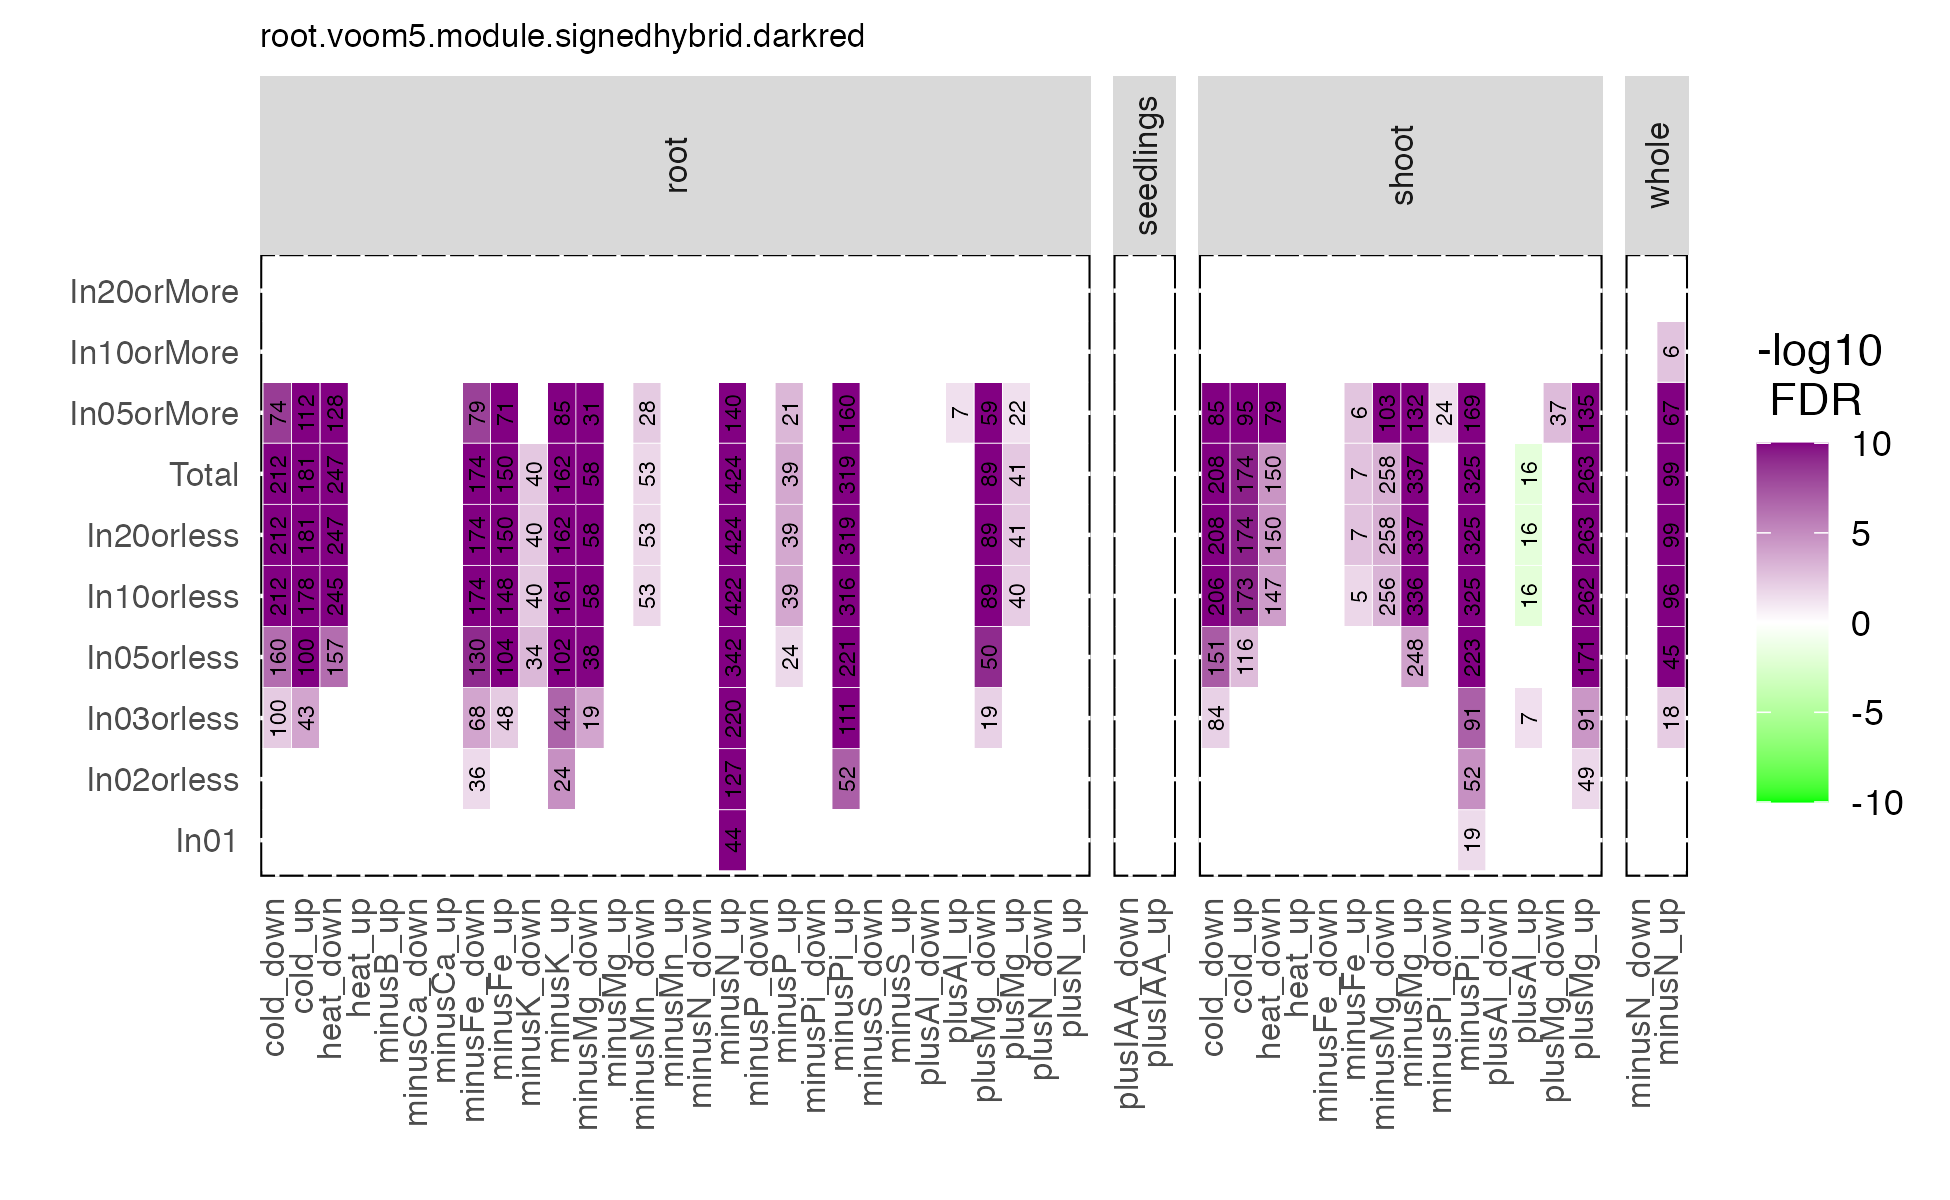 root.voom5.module.signedhybrid.darkred
root seedlings shoot whole
In20orMore
In10orMore 6
In05orMore 74 112 128 79 71 85 31 28 140 21 160 7 59 22 85 95 79 6 103 132 24 169 37 135 67
Total 212 181 247 174 150 40 162 58 53 424 39 319 89 41 208 174 150 7 258 337 325 16 263 99
In20orless 212 181 247 174 150 40 162 58 53 424 39 319 89 41 208 174 150 7 258 337 325 16 263 99
In10orless 212 178 245 174 148 40 161 58 53 422 39 316 89 40 206 173 147 5 256 336 325 16 262 96
In05orless 160 100 157 130 104 34 102 38 342 24 221 50 151 116 248 223 171 45
In03orless 100 43 68 48 44 19 220 111 19 84 91 7 91 18
In02orless 36 24 127 52 52 49
In01 44 19
cold_down
cold_up
heat_down
heat_up
minusB_up
minusCa_down
minusCa_up
minusFe_down
minusFe_up
minusK_down
minusK_up
minusMg_down
minusMg_up
minusMn_down
minusMn_up
minusN_down
minusN_up
minusP_down
minusP_up
minusPi_down
minusPi_up
minusS_down
minusS_up
plusAl_down
plusAl_up
plusMg_down
plusMg_up
plusN_down
plusN_up
plusIAA_down
plusIAA_up
cold_down
cold_up
heat_down
heat_up
minusFe_down
minusFe_up
minusMg_down
minusMg_up
minusPi_down
minusPi_up
plusAl_down
plusAl_up
plusMg_down
plusMg_up
minusN_down
minusN_up
-log10
FDR
10
5
0
-5
-10